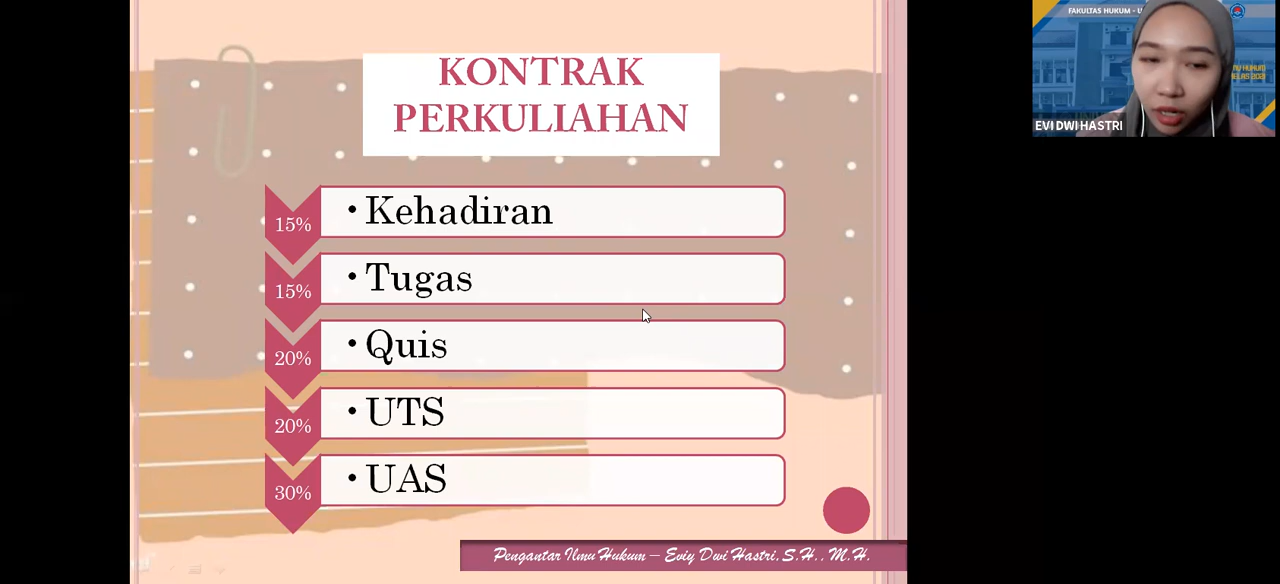 KONTRAK
PERKULIAHAN
15%
• Kehadiran
15%
• Tugas
20%
• Quis
20%
• UTS
30%
• UAS
Pengantar Ilmu Hukum – Eviy Dwi Hastri, S.H., M.H.
FAKULTAS HUKUM - U
EVI DWI HASTRI